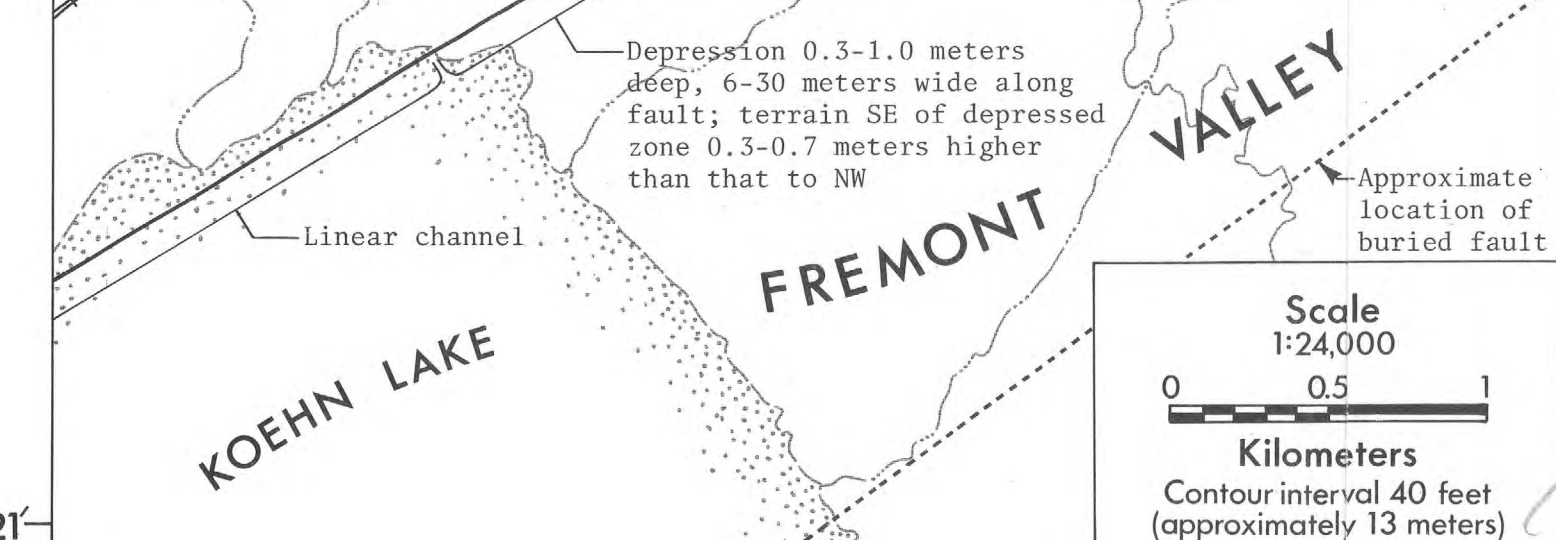 Depression 0.3-1.0 meters
deep, 6-30 meters wide along
fault; terrain SE of depressed
zone 0.3-0.7 meters higher
than that to NW
VALLEY
Approximate
location of
buried fault
Linear channel
FREMONT
KOEHN LAKE
Scale
1:24,000
0 0.5 1
Kilometers
Contour interval 40 feet
(approximately 13 meters)
21′